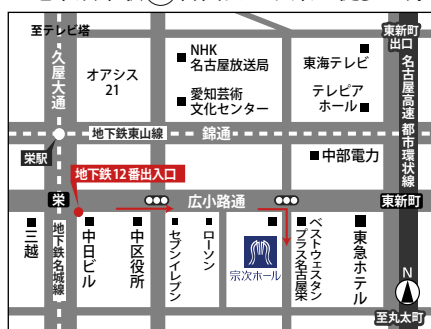 至テレビ塔
久屋大通
オアシス
21
NHK
名古屋放送局
愛知芸術
文化センター
東海テレビ
テレピア
ホール
東新町
出口
名古屋高速 都市環状線
地下鉄東山線
錦通
栄駅
中部電力
地下鉄12番出入口
栄
広小路通
東新町
三越
地下鉄名城線
中日ビル
中区役所
セブンイレブン
ローソン
宗次ホール
ベストウェスタン
プラス名古屋栄
東急ホテル
N
至丸太町